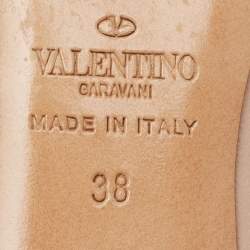 VALENTINO
GARAVANI
MADE IN ITALY
38